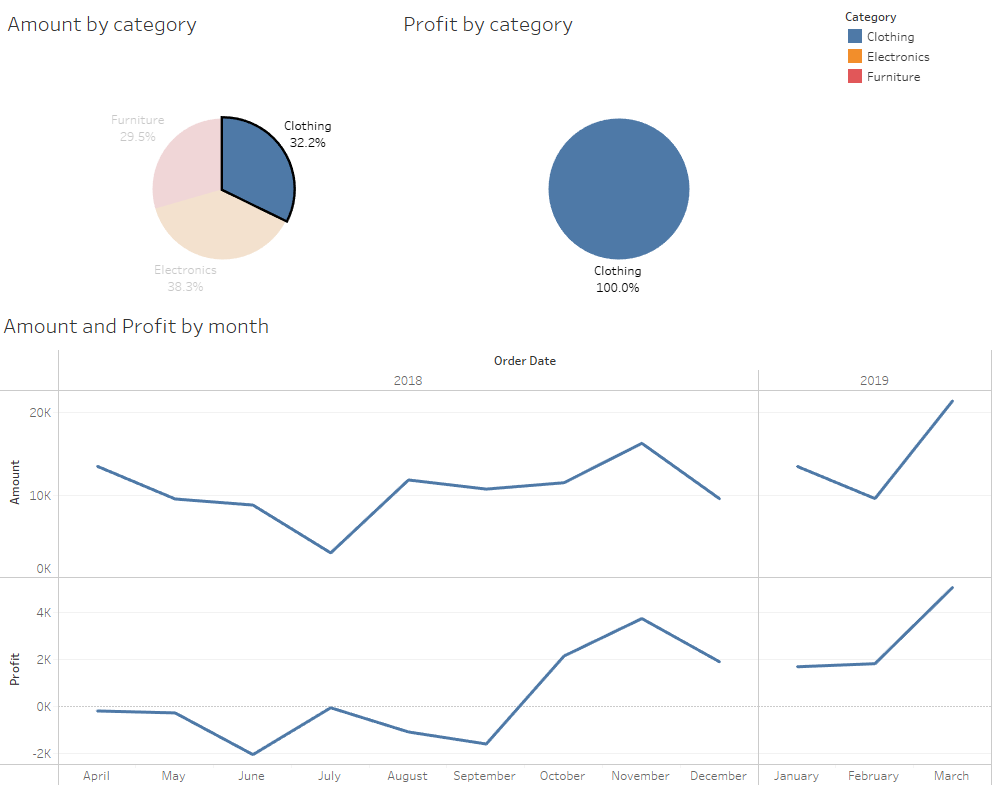 Amount by category
Profit by category
Category
Clothing
Electronics
Furniture
Furniture
29.5%
Clothing
32.2%
Electronics
38.3%
Clothing
100.0%
Amount and Profit by month
Order Date
2018
2019
20K
10K
0K
Amount
4K
2K
0K
-2K
Profit
April
May
June
July
August
September
October
November
December
January
February
March